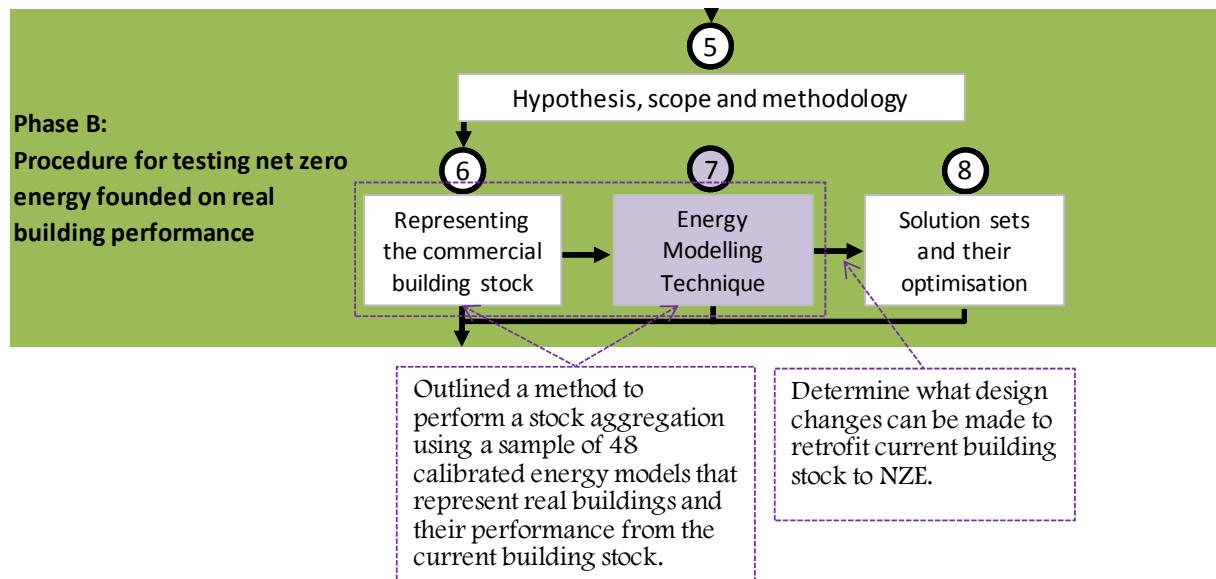 5
Hypothesis, scope and methodology
Phase B:
Procedure for testing net zero
energy founded on real
building performance
6
Representing
the commercial
building stock
7
Energy
Modelling
Technique
8
Solution sets
and their
optimisation
Outlined a method to
perform a stock aggregation
using a sample of 48
calibrated energy models that
represent real buildings and
their performance from the
current building stock.
Determine what design
changes can be made to
retrofit current building
stock to NZE.